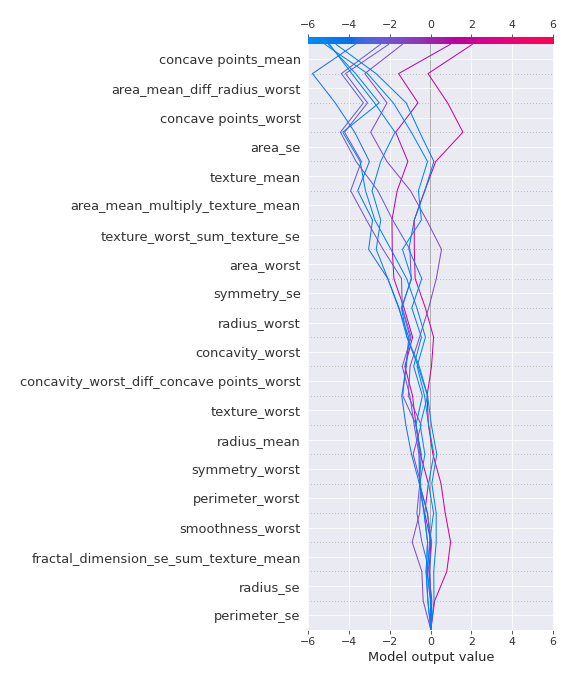 −6 −4 −2 0 2 4 6
concave points_mean
area_mean_diff_radius_worst
concave points_worst
area_se
texture_mean
area_mean_multiply_texture_mean
texture_worst_sum_texture_se
area_worst
symmetry_se
radius_worst
concavity_worst
concavity_worst_diff_concave points_worst
texture_worst
radius_mean
symmetry_worst
perimeter_worst
smoothness_worst
fractal_dimension_se_sum_texture_mean
radius_se
perimeter_se
−6 −4 −2 0 2 4 6
Model output value